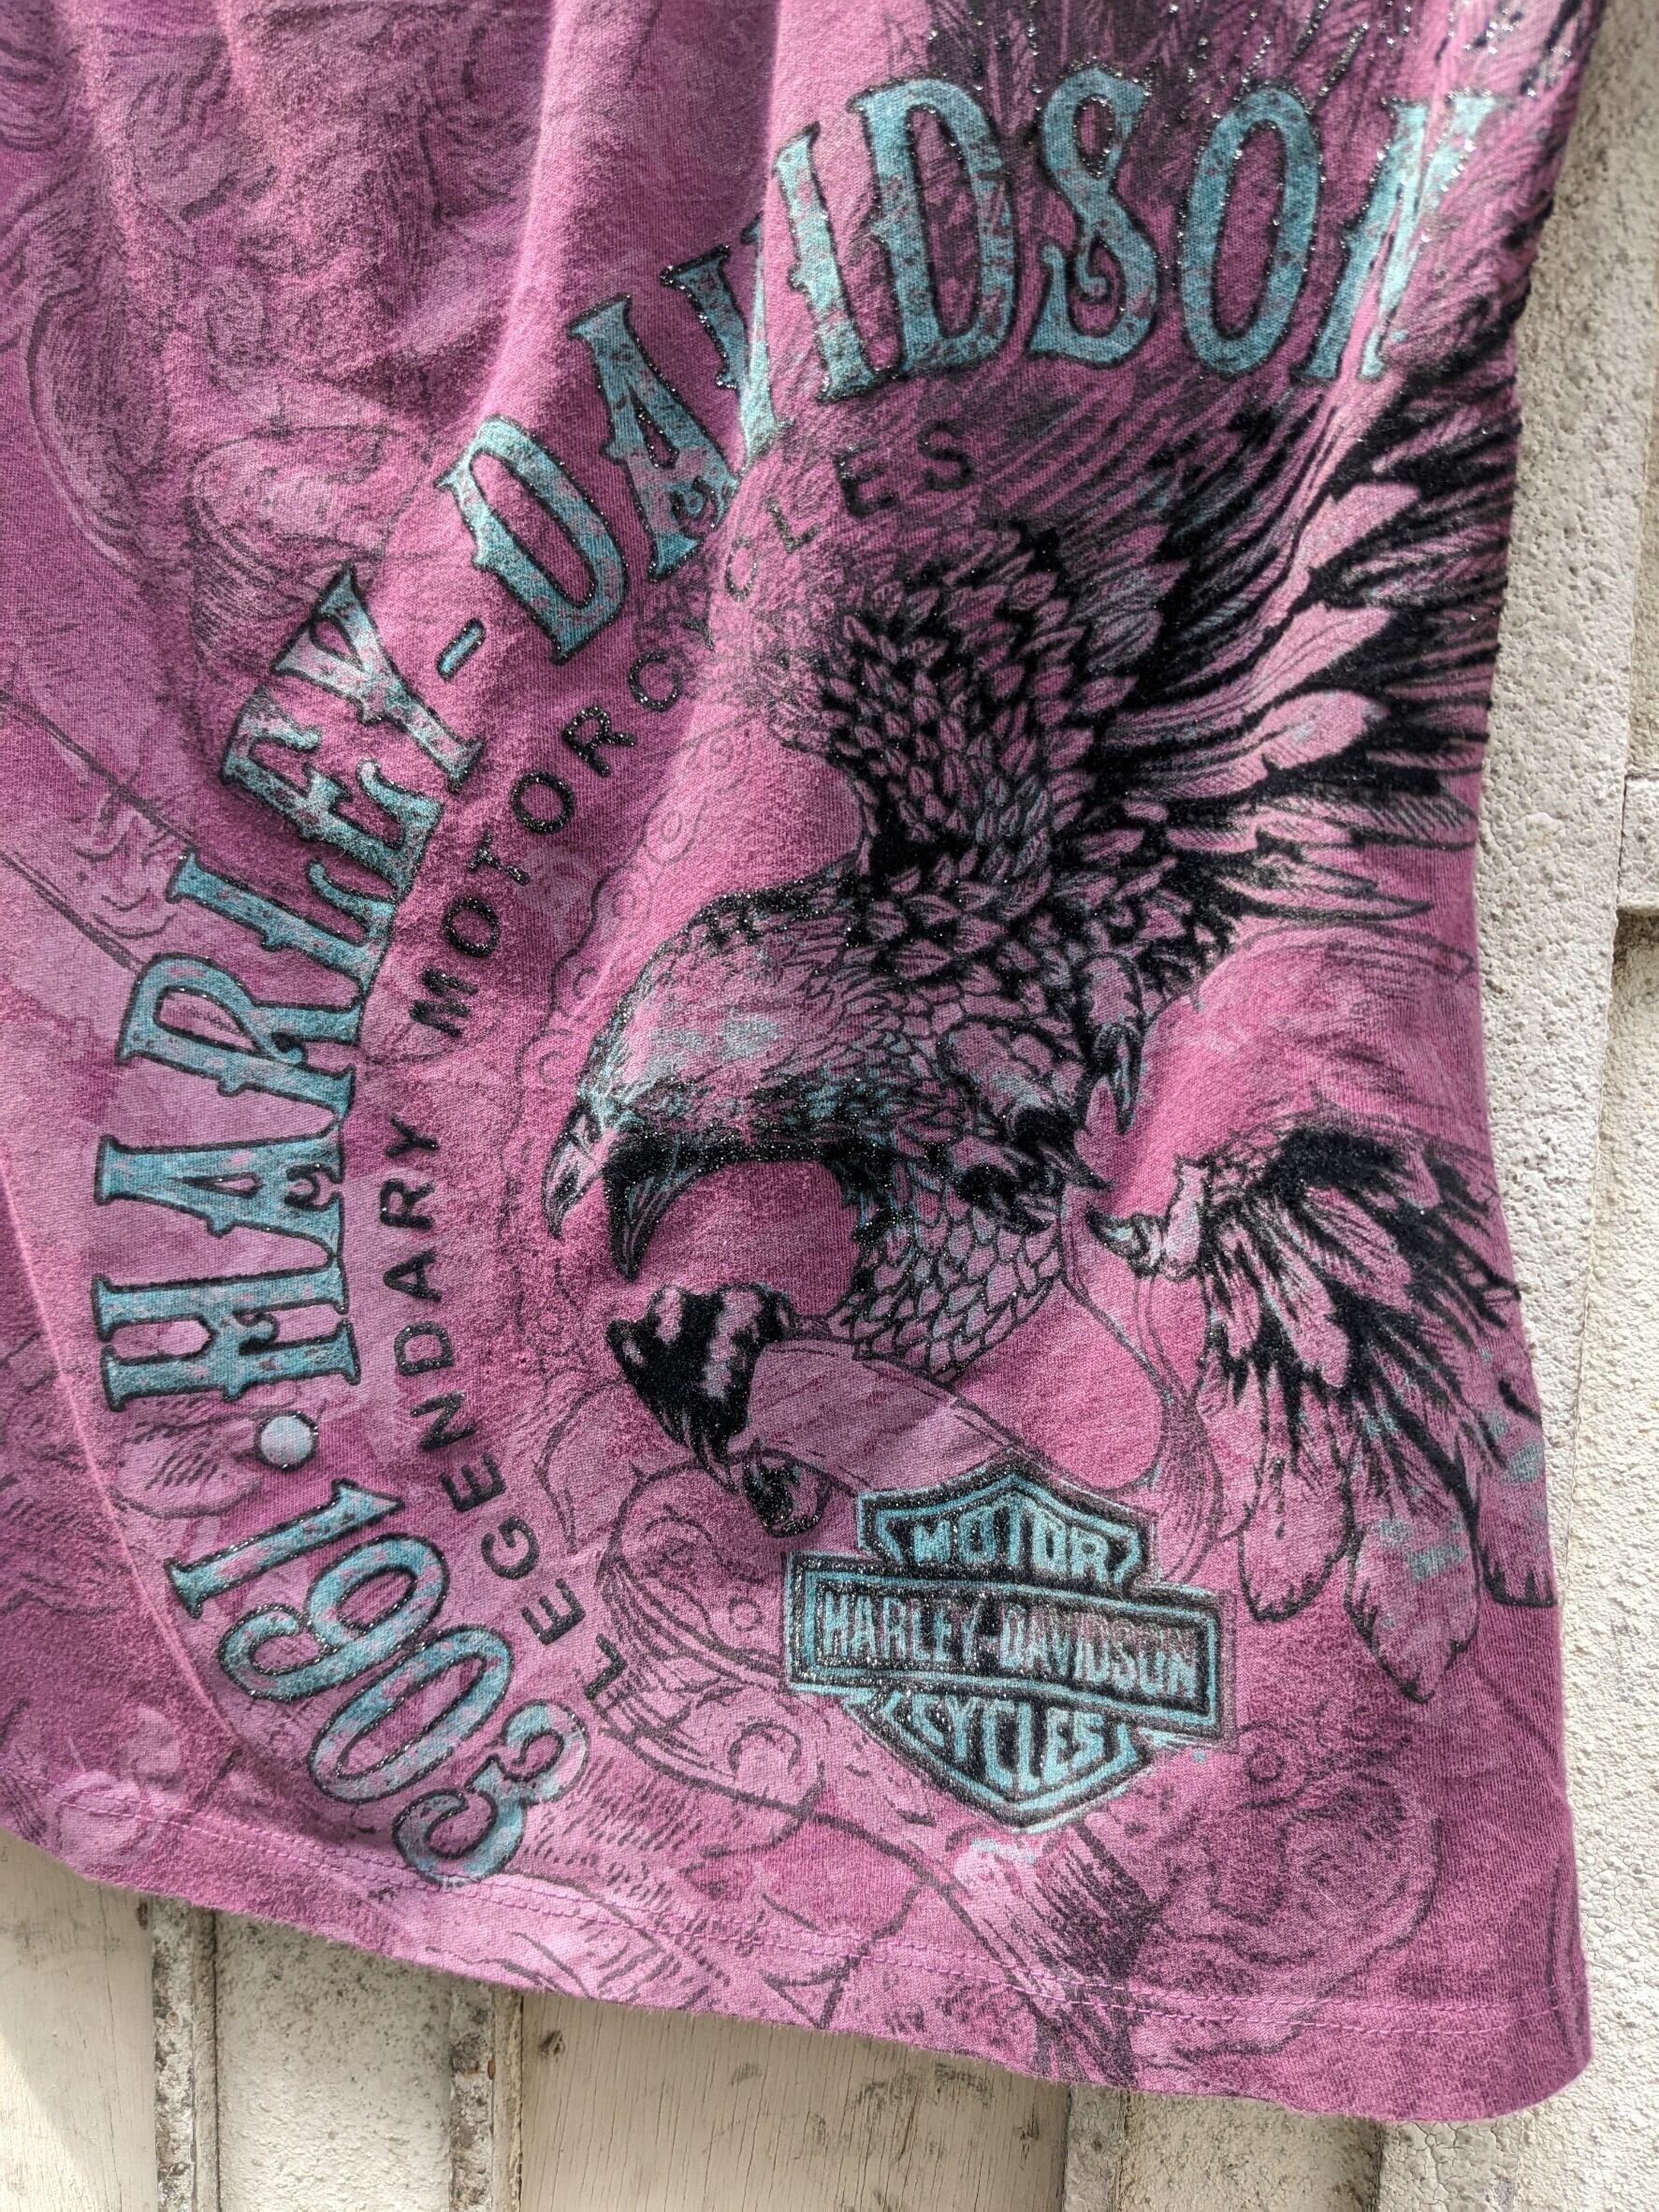 1903 . HARLEY-DAVIDSON
LEGENDARY MOTORCYCLES
MOTOR
HARLEY-DAVIDSON
CYCLES